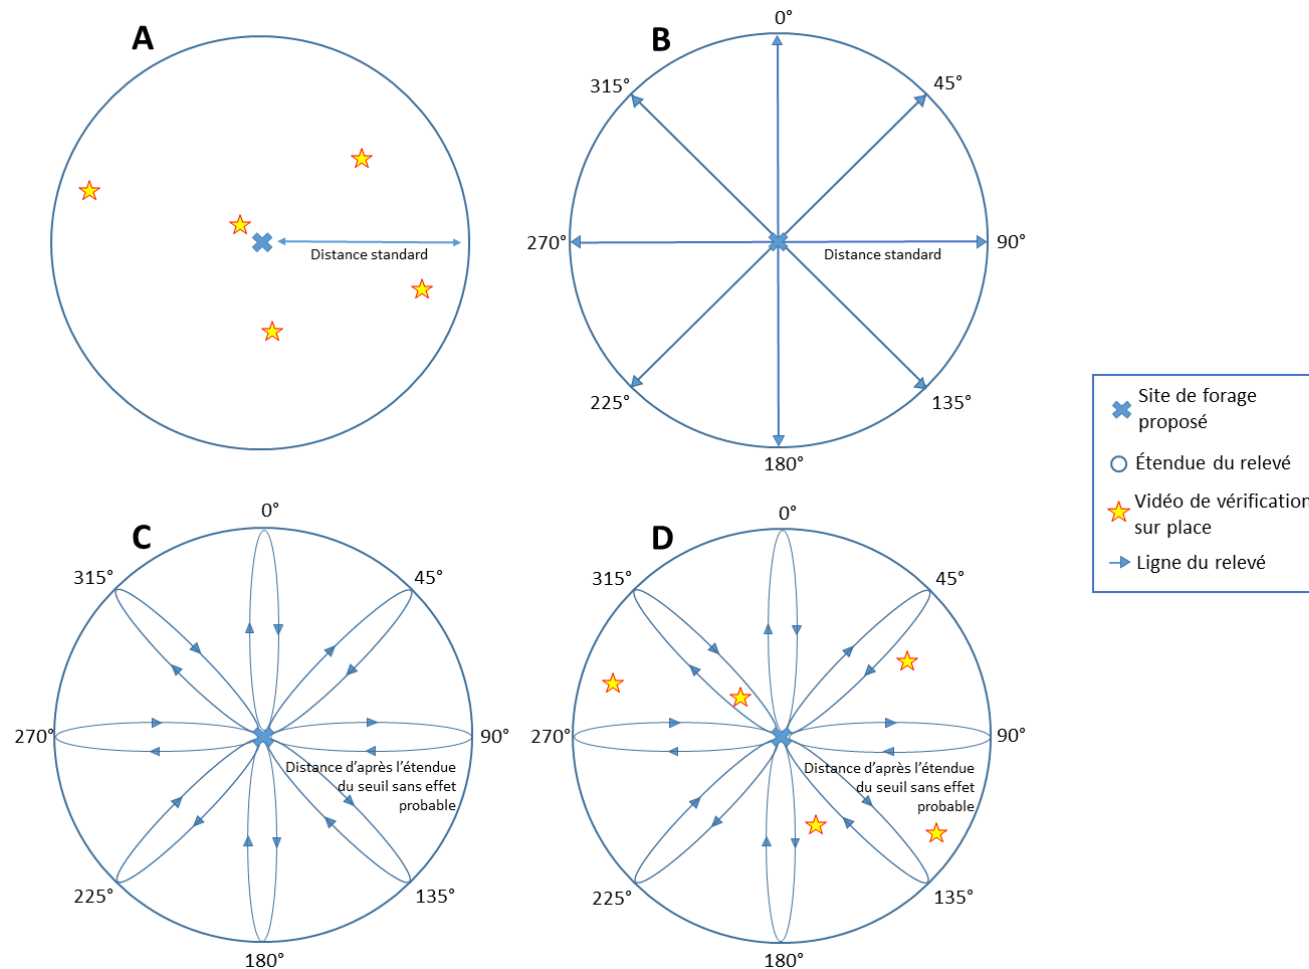 A
Distance standard
B
0°
45°
90°
135°
180°
225°
270°
315°
Distance standard
C
0°
45°
90°
135°
180°
225°
270°
315°
Distance d'après l'étendue
du seuil sans effet
probable
D
0°
45°
90°
135°
180°
225°
270°
315°
Distance d'après l'étendue
du seuil sans effet
probable
Site de forage
proposé
Étendue du relevé
Vidéo de vérification
sur place
Ligne du relevé